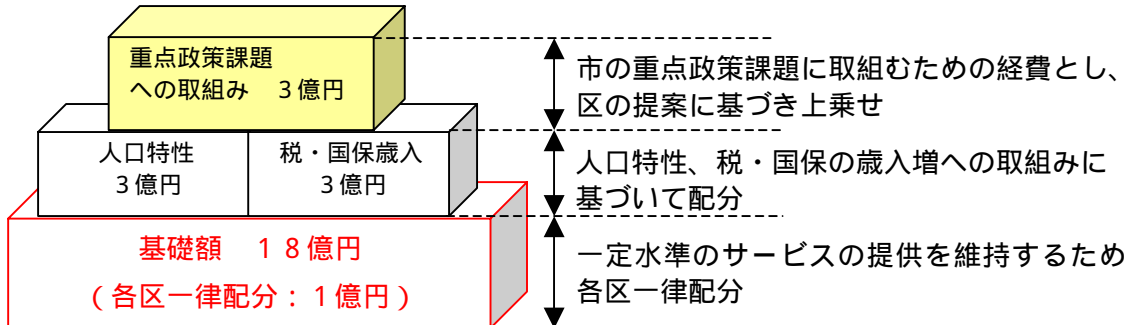 重点政策課題
への取組み　３億円
市の重点政策課題に取組むための経費とし、
区の提案に基づき上乗せ
人口特性
３億円
税・国保歳入
３億円
人口特性、税・国保の歳入増への取組みに
基づいて配分
基礎額　１８億円
（各区一律配分：１億円）
一定水準のサービスの提供を維持するため
各区一律配分